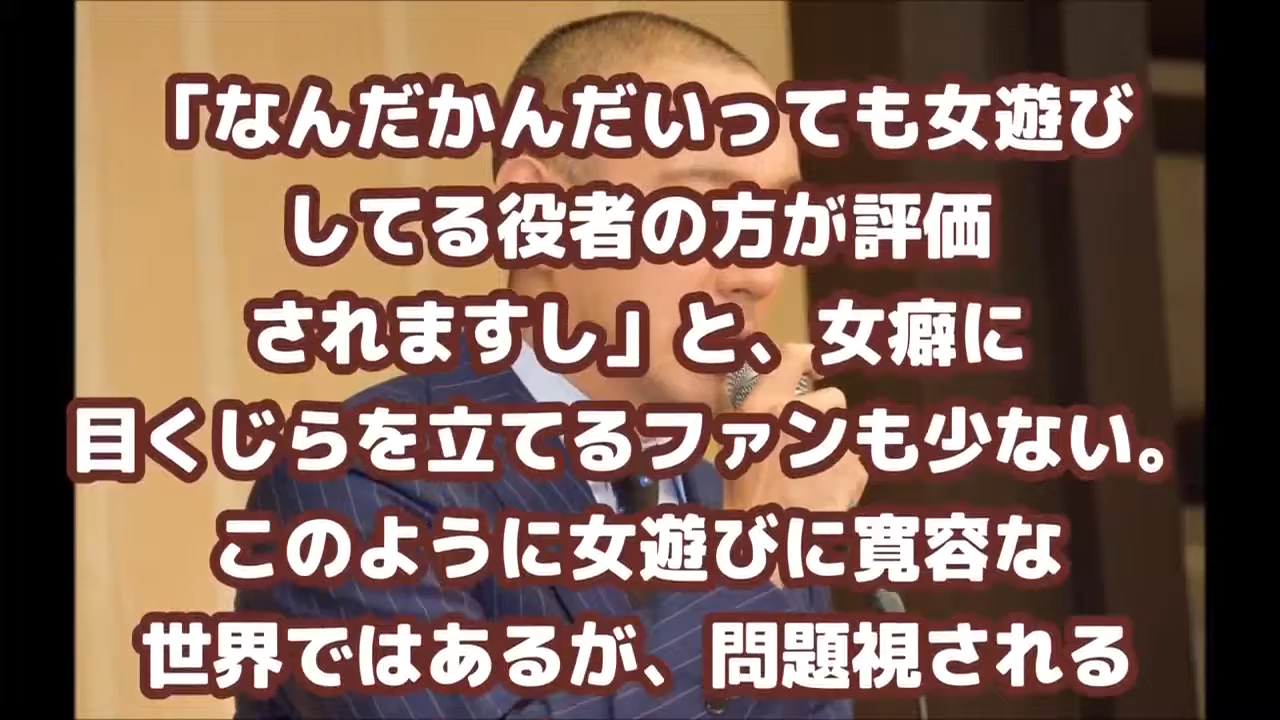 「なんだかんだいっても女遊び
してる役者の方が評価
されますし」と、女癖に
目くじらを立てるファンも少ない。
このように女遊びに寛容な
世界ではあるが、問題視される